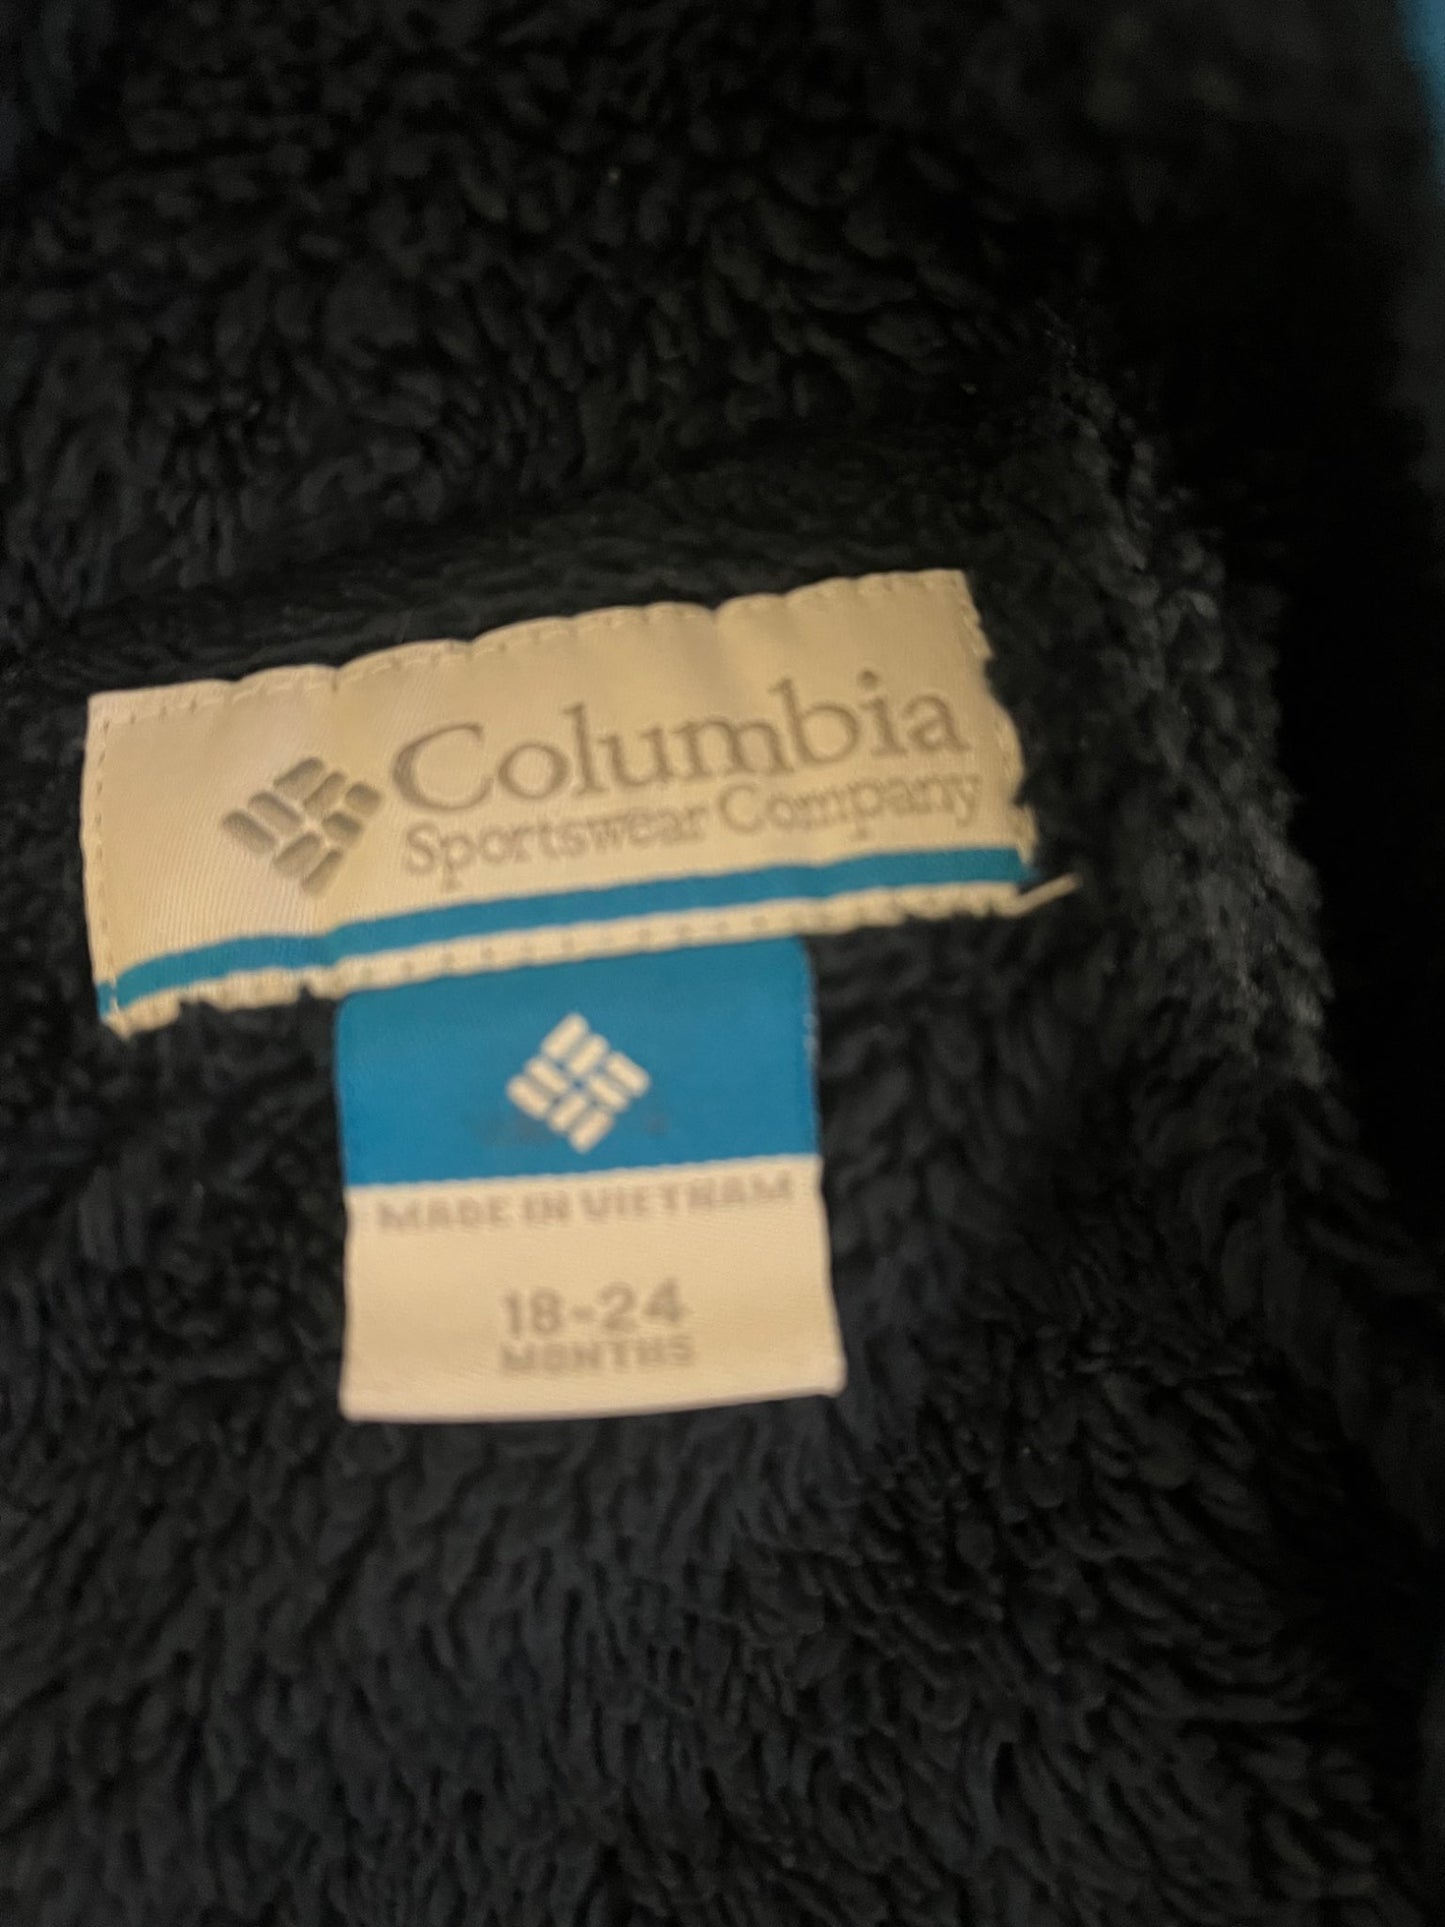 Columbia
Sportswear Company
MADE IN VIETNAM
18-24
MONTHS